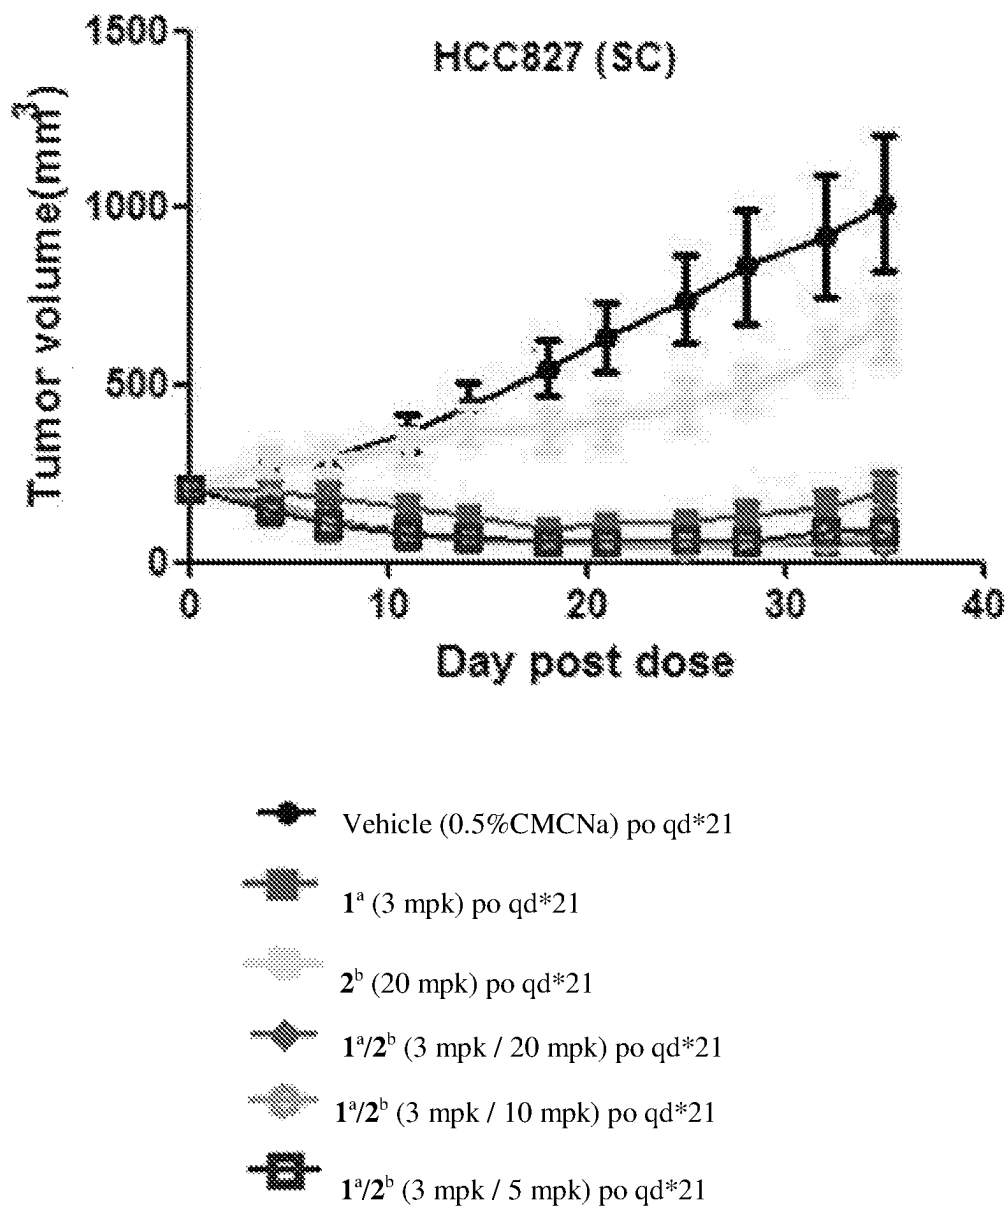 HCC827 (SC)
Tumor volume(mm³)
1500
1000
500
0
0 10 20 30 40
Day post dose
Vehicle (0.5%CMCNa) po qd*21
1ᵃ (3 mpk) po qd*21
2ᵇ (20 mpk) po qd*21
1ᵃ/2ᵇ (3 mpk / 20 mpk) po qd*21
1ᵃ/2ᵇ (3 mpk / 10 mpk) po qd*21
1ᵃ/2ᵇ (3 mpk / 5 mpk) po qd*21